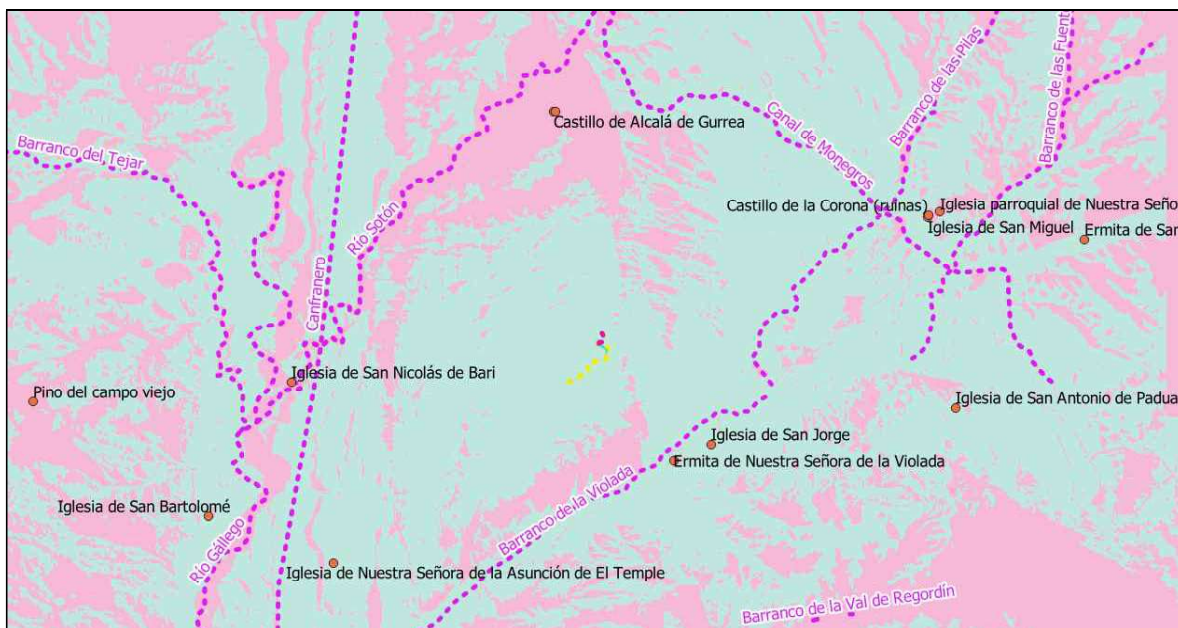 Barranco de las Pilas
Barranco de las Fuent
Castillo de Alcalá de Gurrea
Canal de Monegros
Barranco del Tejar
Río Sotón
Castillo de la Corona (ruinas)
Iglesia parroquial de Nuestra Seño
Iglesia de San Miguel
Ermita de San
Canfranero
Iglesia de San Nicolás de Bari
Pino del campo viejo
Iglesia de San Antonio de Padua
Iglesia de San Jorge
Ermita de Nuestra Señora de la Violada
Barranco de la Violada
Iglesia de San Bartolomé
Río Gállego
Iglesia de Nuestra Señora de la Asunción de El Temple
Barranco de la Val de Regordín